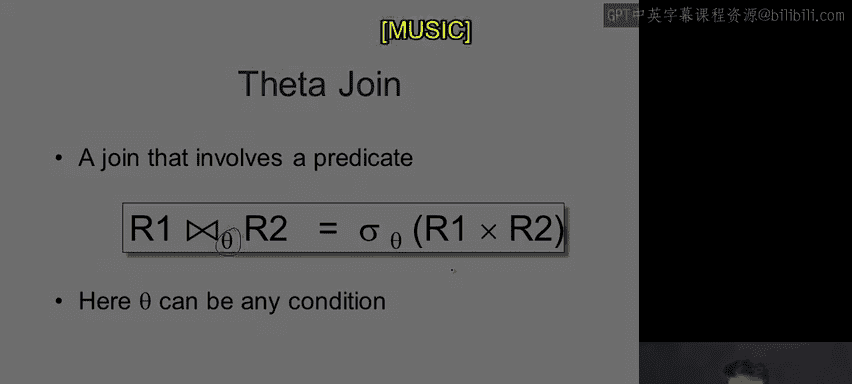 GPT中英字幕课程资源@bilibili.com
[MUSIC]
Theta Join
• A join that involves a predicate
R1 ⋈θ R2 = σ θ (R1 × R2)
• Here θ can be any condition